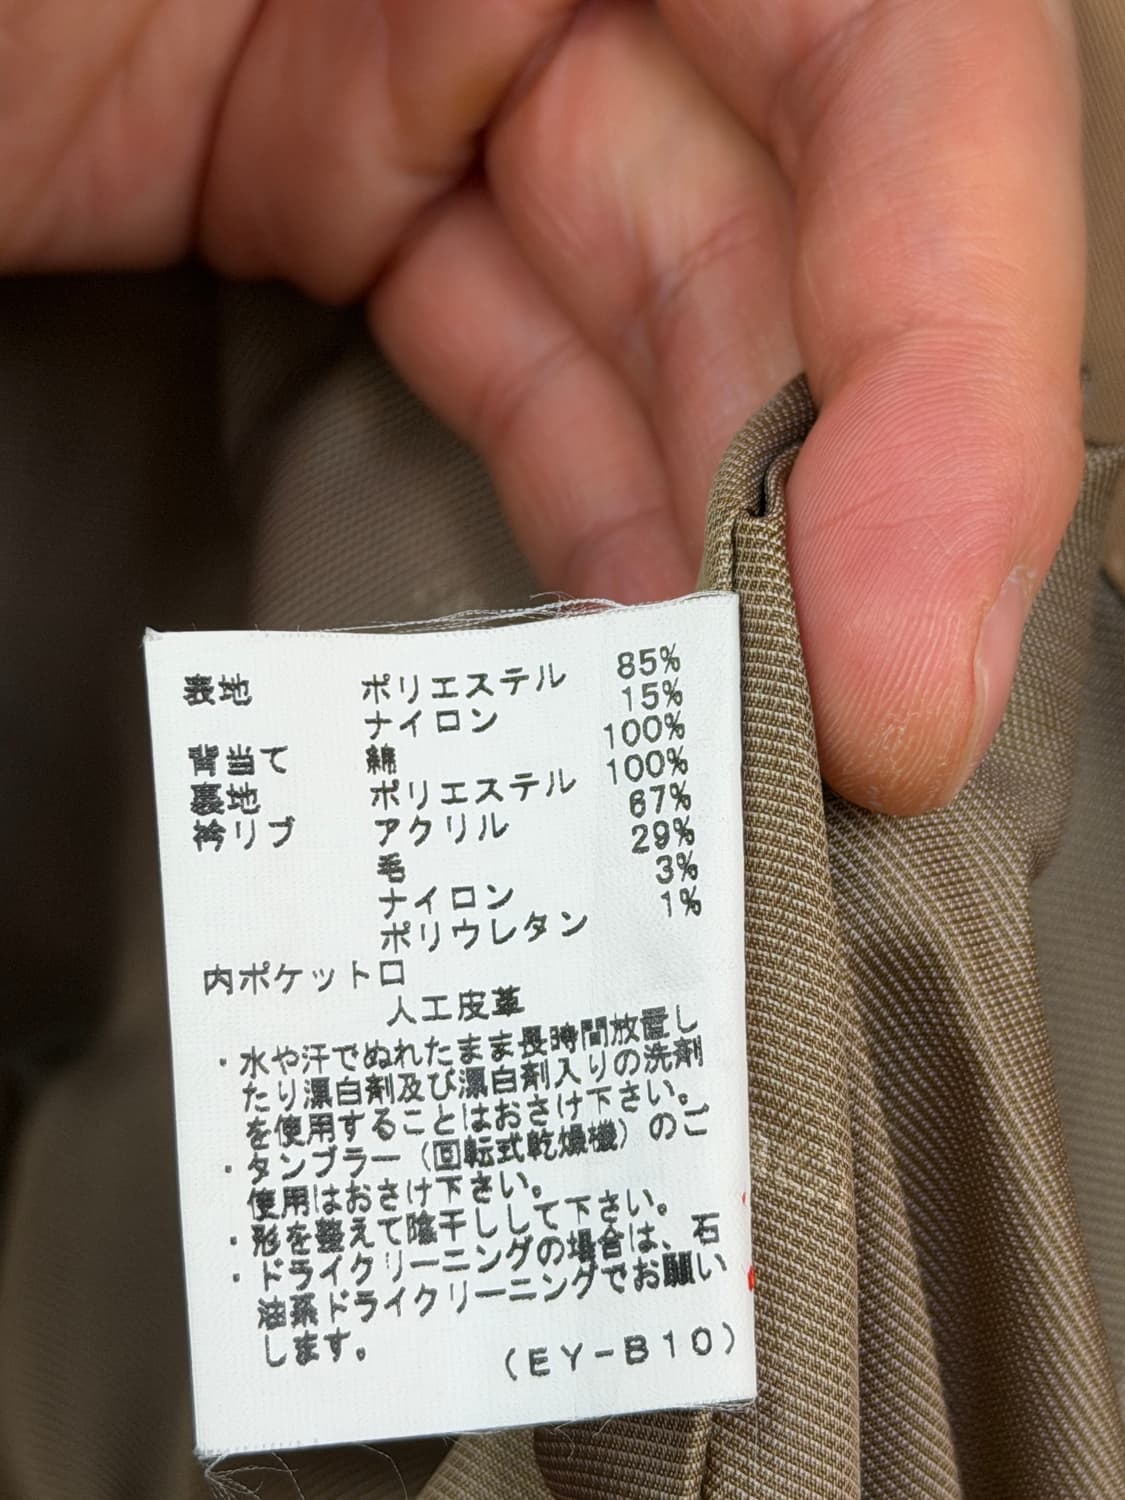 表地 ポリエステル 85%
ナイロン 15%
背当て 綿 100%
裏地 ポリエステル 100%
衿リブ アクリル 67%
毛 29%
ナイロン 3%
ポリウレタン 1%
内ポケット口
人工皮革
・水や汗でぬれたまま長時間放置し
たり漂白剤及び漂白剤入りの洗剤
を使用することはおさけ下さい。
・タンブラー（回転式乾燥機）のご
使用はおさけ下さい。
・形を整えて陰干しして下さい。
・ドライクリーニングの場合は、石
油系ドライクリーニングでお願い
します。
(EY-B10)